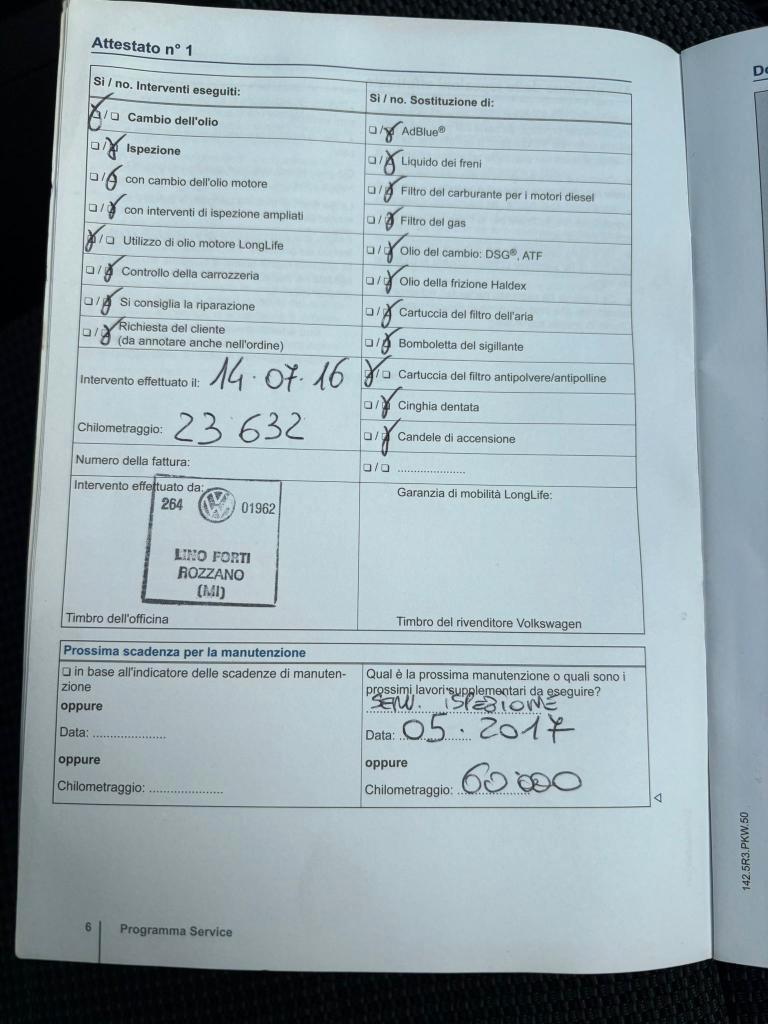 Attestato n° 1
Sì / no. Interventi eseguiti:
☒/☐ Cambio dell'olio
☐/☒ Ispezione
☐/☒ con cambio dell'olio motore
☐/☒ con interventi di ispezione ampliati
☒/☐ Utilizzo di olio motore LongLife
☐/☒ Controllo della carrozzeria
☐/☒ Si consiglia la riparazione
☐/☒ Richiesta del cliente
(da annotare anche nell'ordine)
Intervento effettuato il: 14.07.16
Chilometraggio: 23 632
Numero della fattura:
Intervento effettuato da:
264 VW 01962
LINO FORTI
ROZZANO
(MI)
Timbro dell'officina
Sì / no. Sostituzione di:
☐/☒ AdBlue®
☐/☒ Liquido dei freni
☐/☒ Filtro del carburante per i motori diesel
☐/☒ Filtro del gas
☐/☒ Olio del cambio: DSG®, ATF
☐/☒ Olio della frizione Haldex
☐/☒ Cartuccia del filtro dell'aria
☐/☒ Bomboletta del sigillante
☒/☐ Cartuccia del filtro antipolvere/antipolline
☐/☒ Cinghia dentata
☐/☒ Candele di accensione
☐/☐ .....................
Garanzia di mobilità LongLife:
Timbro del rivenditore Volkswagen
Prossima scadenza per la manutenzione
☐ in base all'indicatore delle scadenze di manuten-
zione
oppure
Data: ......................
oppure
Chilometraggio: ......................
Qual è la prossima manutenzione o quali sono i
prossimi lavori supplementari da eseguire?
ISPEZIONE
Data: 05.2017
oppure
Chilometraggio: 60.000
6 Programma Service
142.5R3.PKW.50